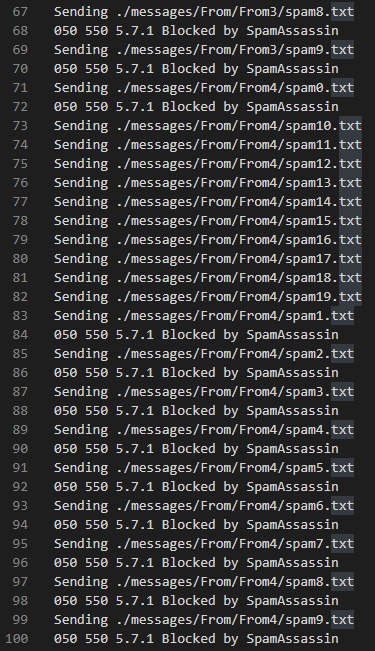 67 Sending ./messages/From/From3/spam8.txt
68 050 550 5.7.1 Blocked by SpamAssassin
69 Sending ./messages/From/From3/spam9.txt
70 050 550 5.7.1 Blocked by SpamAssassin
71 Sending ./messages/From/From4/spam0.txt
72 050 550 5.7.1 Blocked by SpamAssassin
73 Sending ./messages/From/From4/spam10.txt
74 Sending ./messages/From/From4/spam11.txt
75 Sending ./messages/From/From4/spam12.txt
76 Sending ./messages/From/From4/spam13.txt
77 Sending ./messages/From/From4/spam14.txt
78 Sending ./messages/From/From4/spam15.txt
79 Sending ./messages/From/From4/spam16.txt
80 Sending ./messages/From/From4/spam17.txt
81 Sending ./messages/From/From4/spam18.txt
82 Sending ./messages/From/From4/spam19.txt
83 Sending ./messages/From/From4/spam1.txt
84 050 550 5.7.1 Blocked by SpamAssassin
85 Sending ./messages/From/From4/spam2.txt
86 050 550 5.7.1 Blocked by SpamAssassin
87 Sending ./messages/From/From4/spam3.txt
88 050 550 5.7.1 Blocked by SpamAssassin
89 Sending ./messages/From/From4/spam4.txt
90 050 550 5.7.1 Blocked by SpamAssassin
91 Sending ./messages/From/From4/spam5.txt
92 050 550 5.7.1 Blocked by SpamAssassin
93 Sending ./messages/From/From4/spam6.txt
94 050 550 5.7.1 Blocked by SpamAssassin
95 Sending ./messages/From/From4/spam7.txt
96 050 550 5.7.1 Blocked by SpamAssassin
97 Sending ./messages/From/From4/spam8.txt
98 050 550 5.7.1 Blocked by SpamAssassin
99 Sending ./messages/From/From4/spam9.txt
100 050 550 5.7.1 Blocked by SpamAssassin